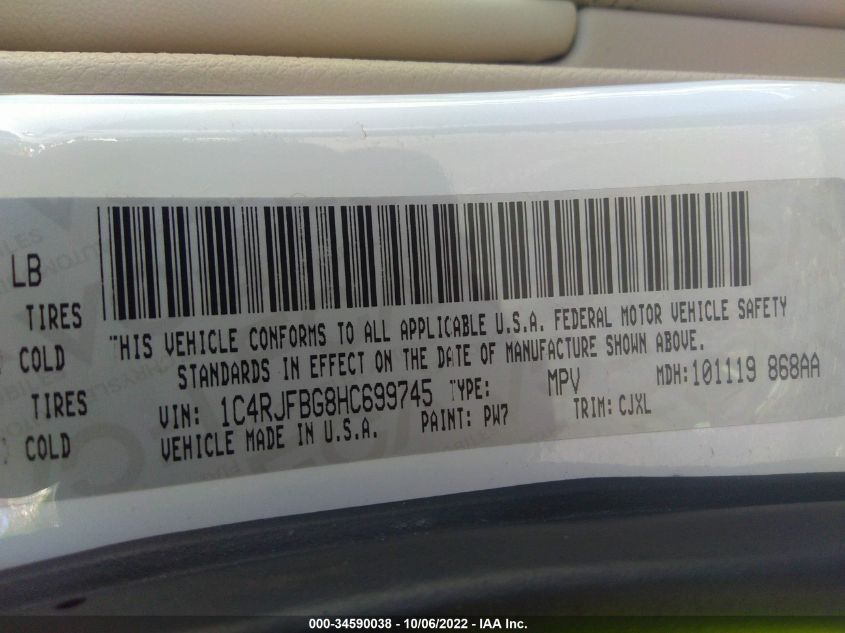 LB
TIRES
COLD
TIRES
COLD
THIS VEHICLE CONFORMS TO ALL APPLICABLE U.S.A. FEDERAL MOTOR VEHICLE SAFETY
STANDARDS IN EFFECT ON THE DATE OF MANUFACTURE SHOWN ABOVE.
VIN: 1C4RJFBG8HC699745 TYPE: MPV MDH:101119 868AA
VEHICLE MADE IN U.S.A. PAINT: PW7 TRIM: CJXL
000-34590038 - 10/06/2022 - IAA Inc.